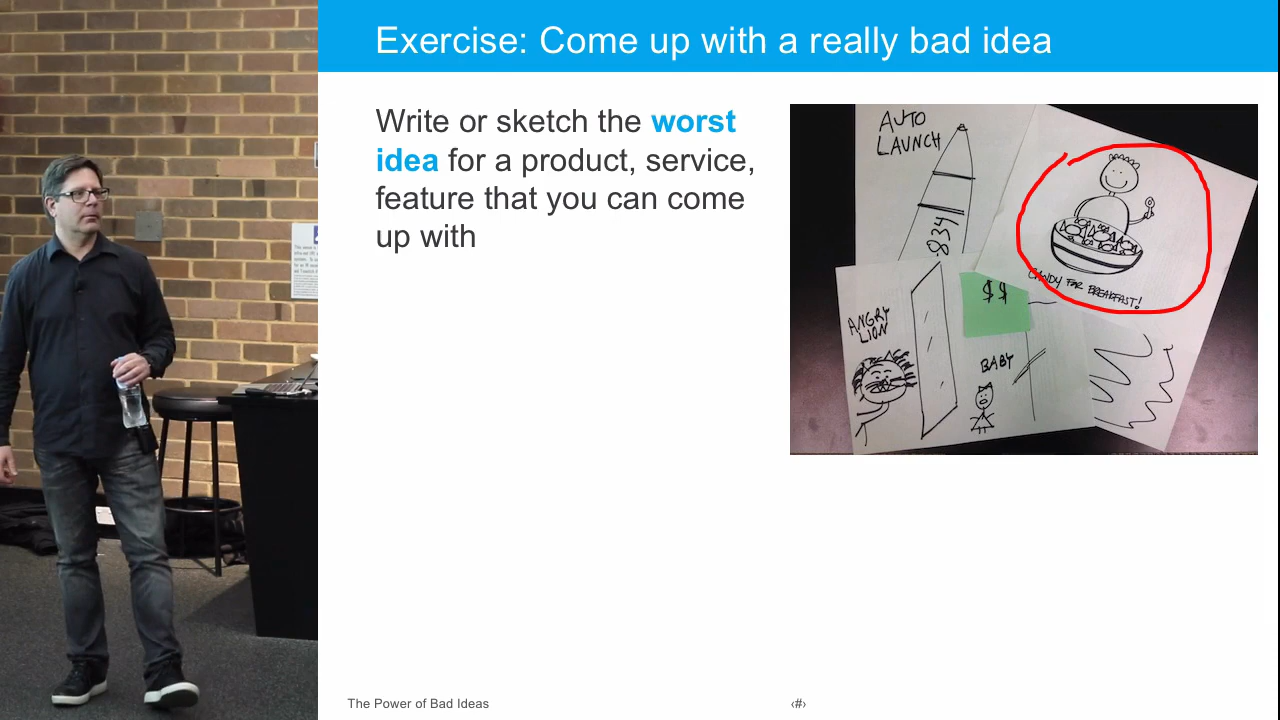 Exercise: Come up with a really bad idea
Write or sketch the worst
idea for a product, service,
feature that you can come
up with
AUTO
LAUNCH
834
CANDY FOR BREAKFAST!
$$
ANGRY
LION
BABY
The Power of Bad Ideas
‹#›